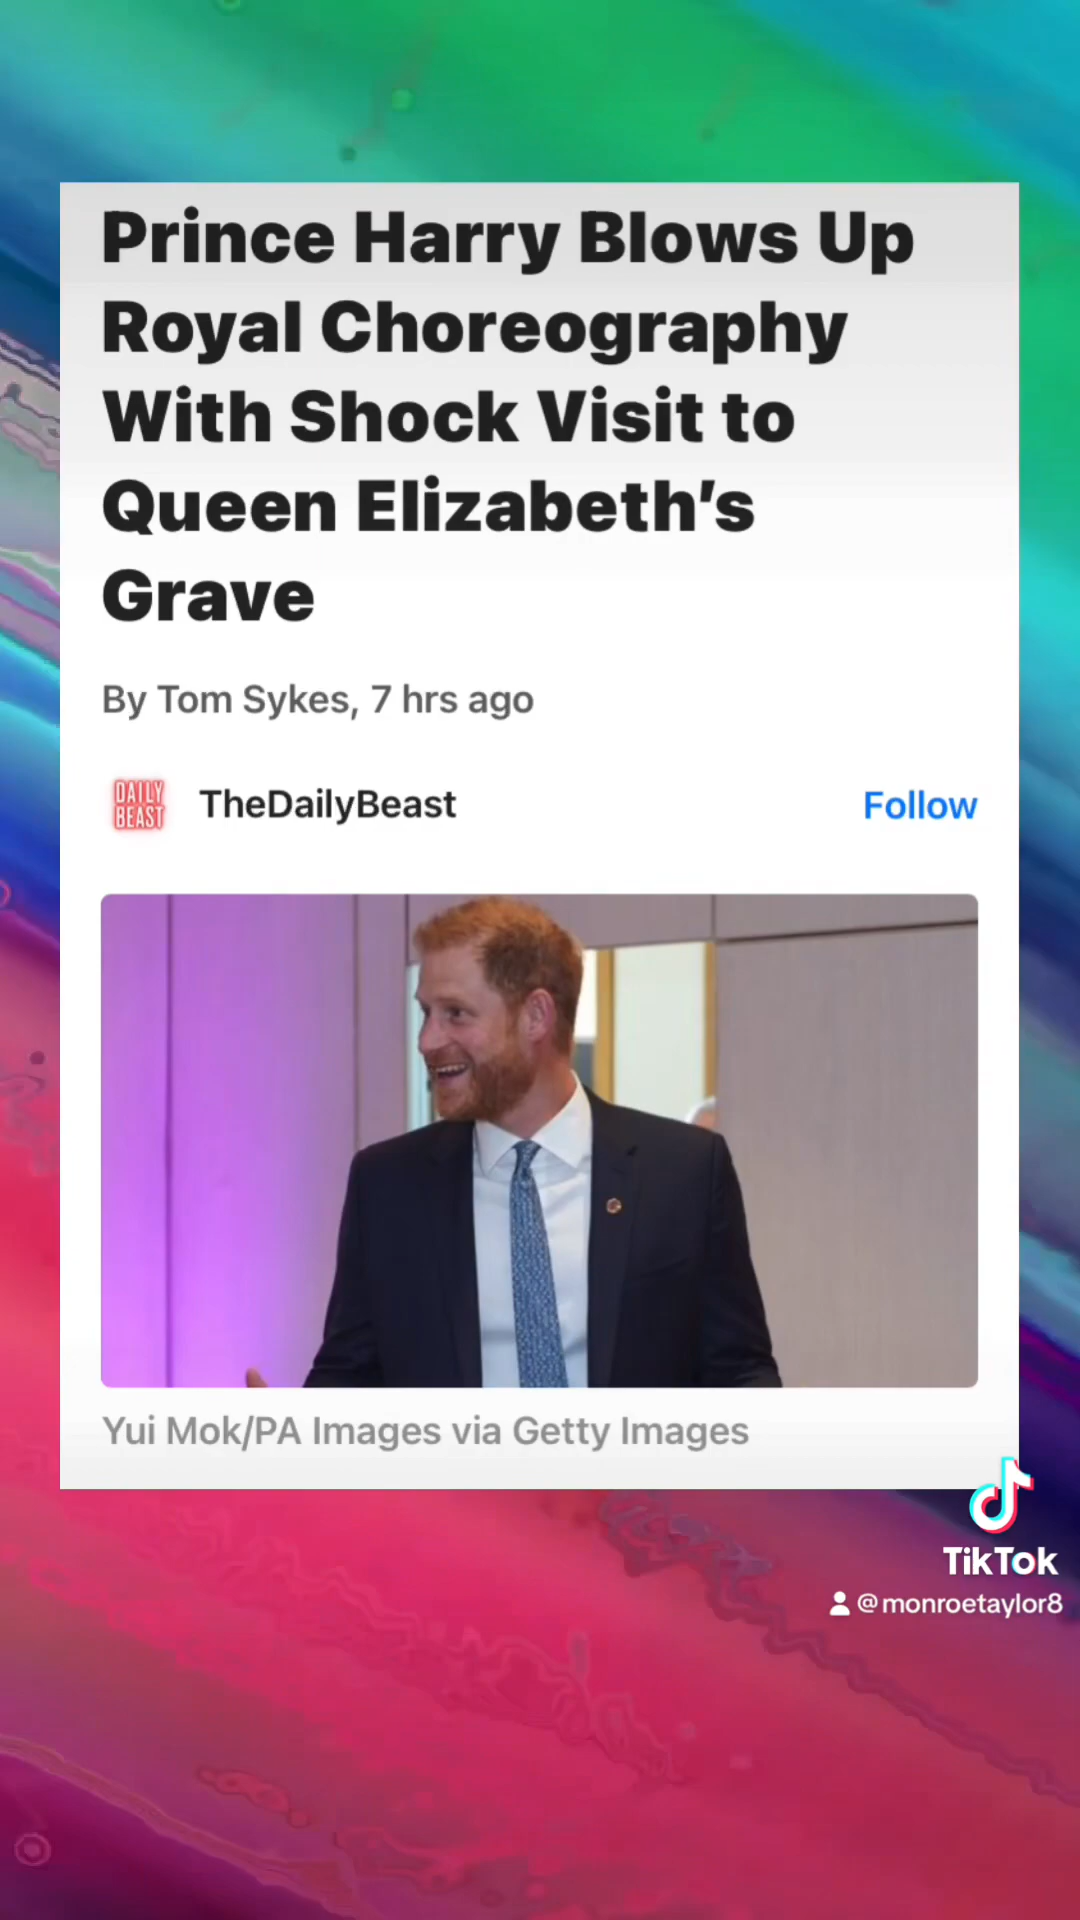 Prince Harry Blows Up
Royal Choreography
With Shock Visit to
Queen Elizabeth’s
Grave
By Tom Sykes, 7 hrs ago
DAILY
BEAST
TheDailyBeast
Follow
Yui Mok/PA Images via Getty Images
TikTok
@monroetaylor8